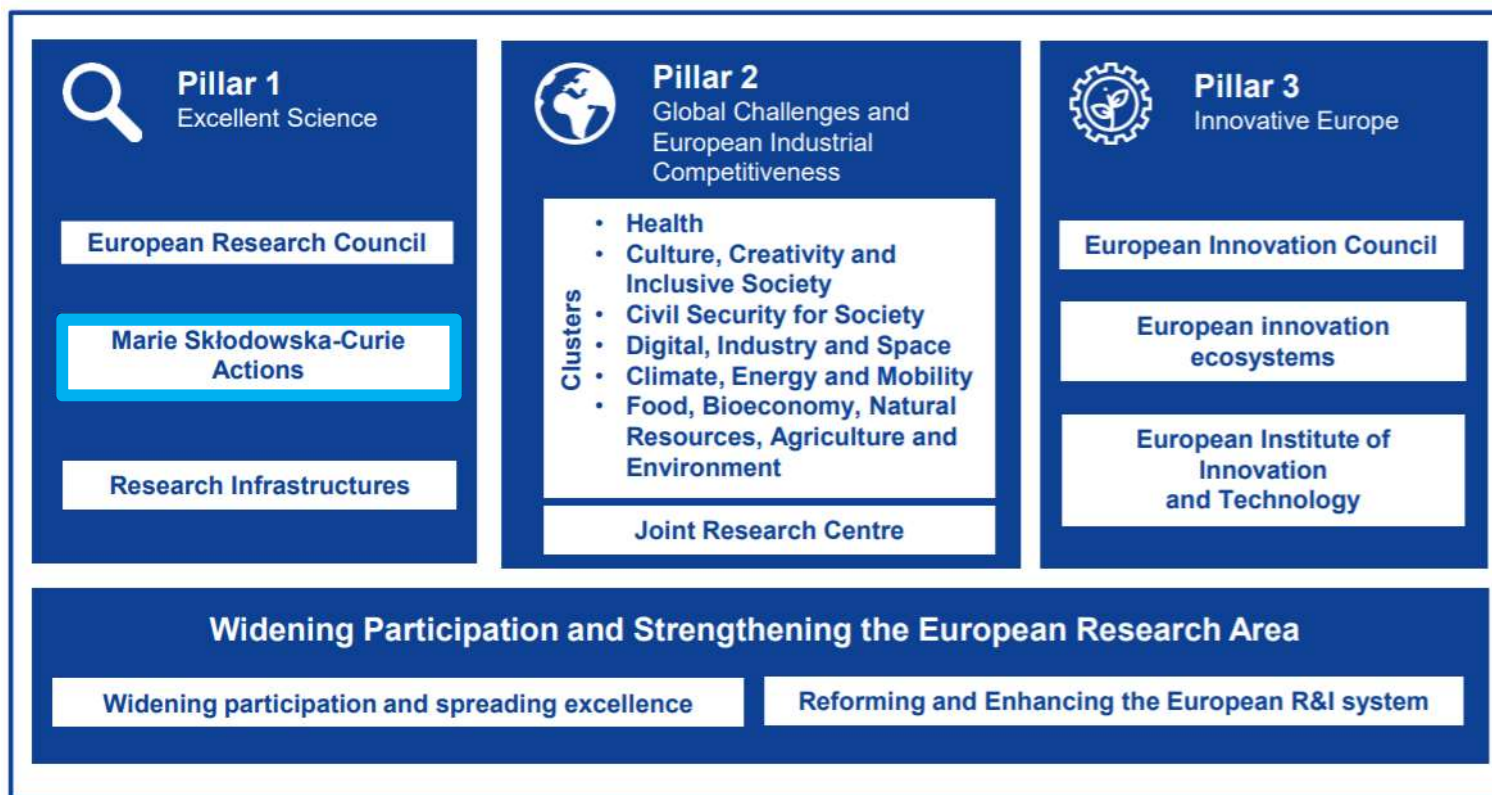 Pillar 1
Excellent Science
European Research Council
Marie Skłodowska-Curie
Actions
Research Infrastructures
Pillar 2
Global Challenges and
European Industrial
Competitiveness
Clusters
• Health
• Culture, Creativity and
Inclusive Society
• Civil Security for Society
• Digital, Industry and Space
• Climate, Energy and Mobility
• Food, Bioeconomy, Natural
Resources, Agriculture and
Environment
Joint Research Centre
Pillar 3
Innovative Europe
European Innovation Council
European innovation
ecosystems
European Institute of
Innovation
and Technology
Widening Participation and Strengthening the European Research Area
Widening participation and spreading excellence
Reforming and Enhancing the European R&I system